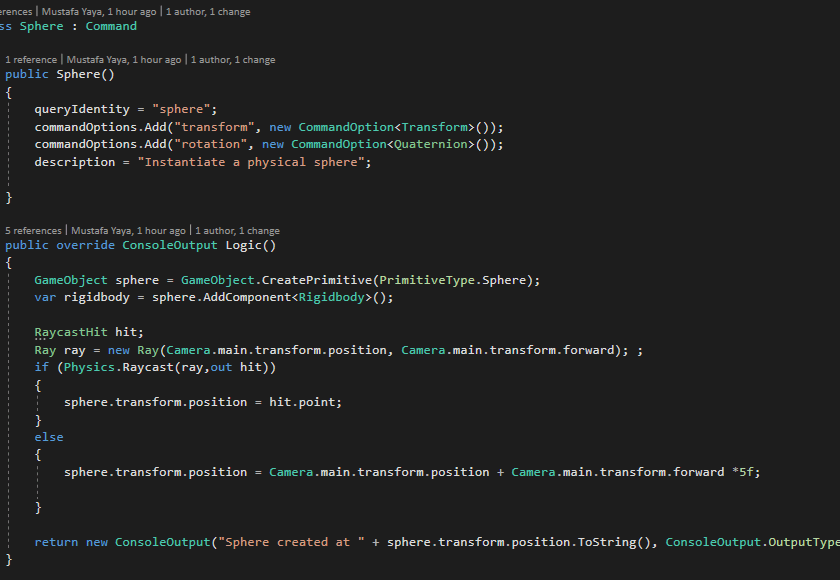 erences | Mustafa Yaya, 1 hour ago | 1 author, 1 change
ss Sphere : Command
1 reference | Mustafa Yaya, 1 hour ago | 1 author, 1 change
public Sphere()
{
queryIdentity = "sphere";
commandOptions.Add("transform", new CommandOption<Transform>());
commandOptions.Add("rotation", new CommandOption<Quaternion>());
description = "Instantiate a physical sphere";
}
5 references | Mustafa Yaya, 1 hour ago | 1 author, 1 change
public override ConsoleOutput Logic()
{
GameObject sphere = GameObject.CreatePrimitive(PrimitiveType.Sphere);
var rigidbody = sphere.AddComponent<Rigidbody>();
RaycastHit hit;
Ray ray = new Ray(Camera.main.transform.position, Camera.main.transform.forward); ;
if (Physics.Raycast(ray,out hit))
{
sphere.transform.position = hit.point;
}
else
{
sphere.transform.position = Camera.main.transform.position + Camera.main.transform.forward *5f;
}
return new ConsoleOutput("Sphere created at " + sphere.transform.position.ToString(), ConsoleOutput.OutputType
}